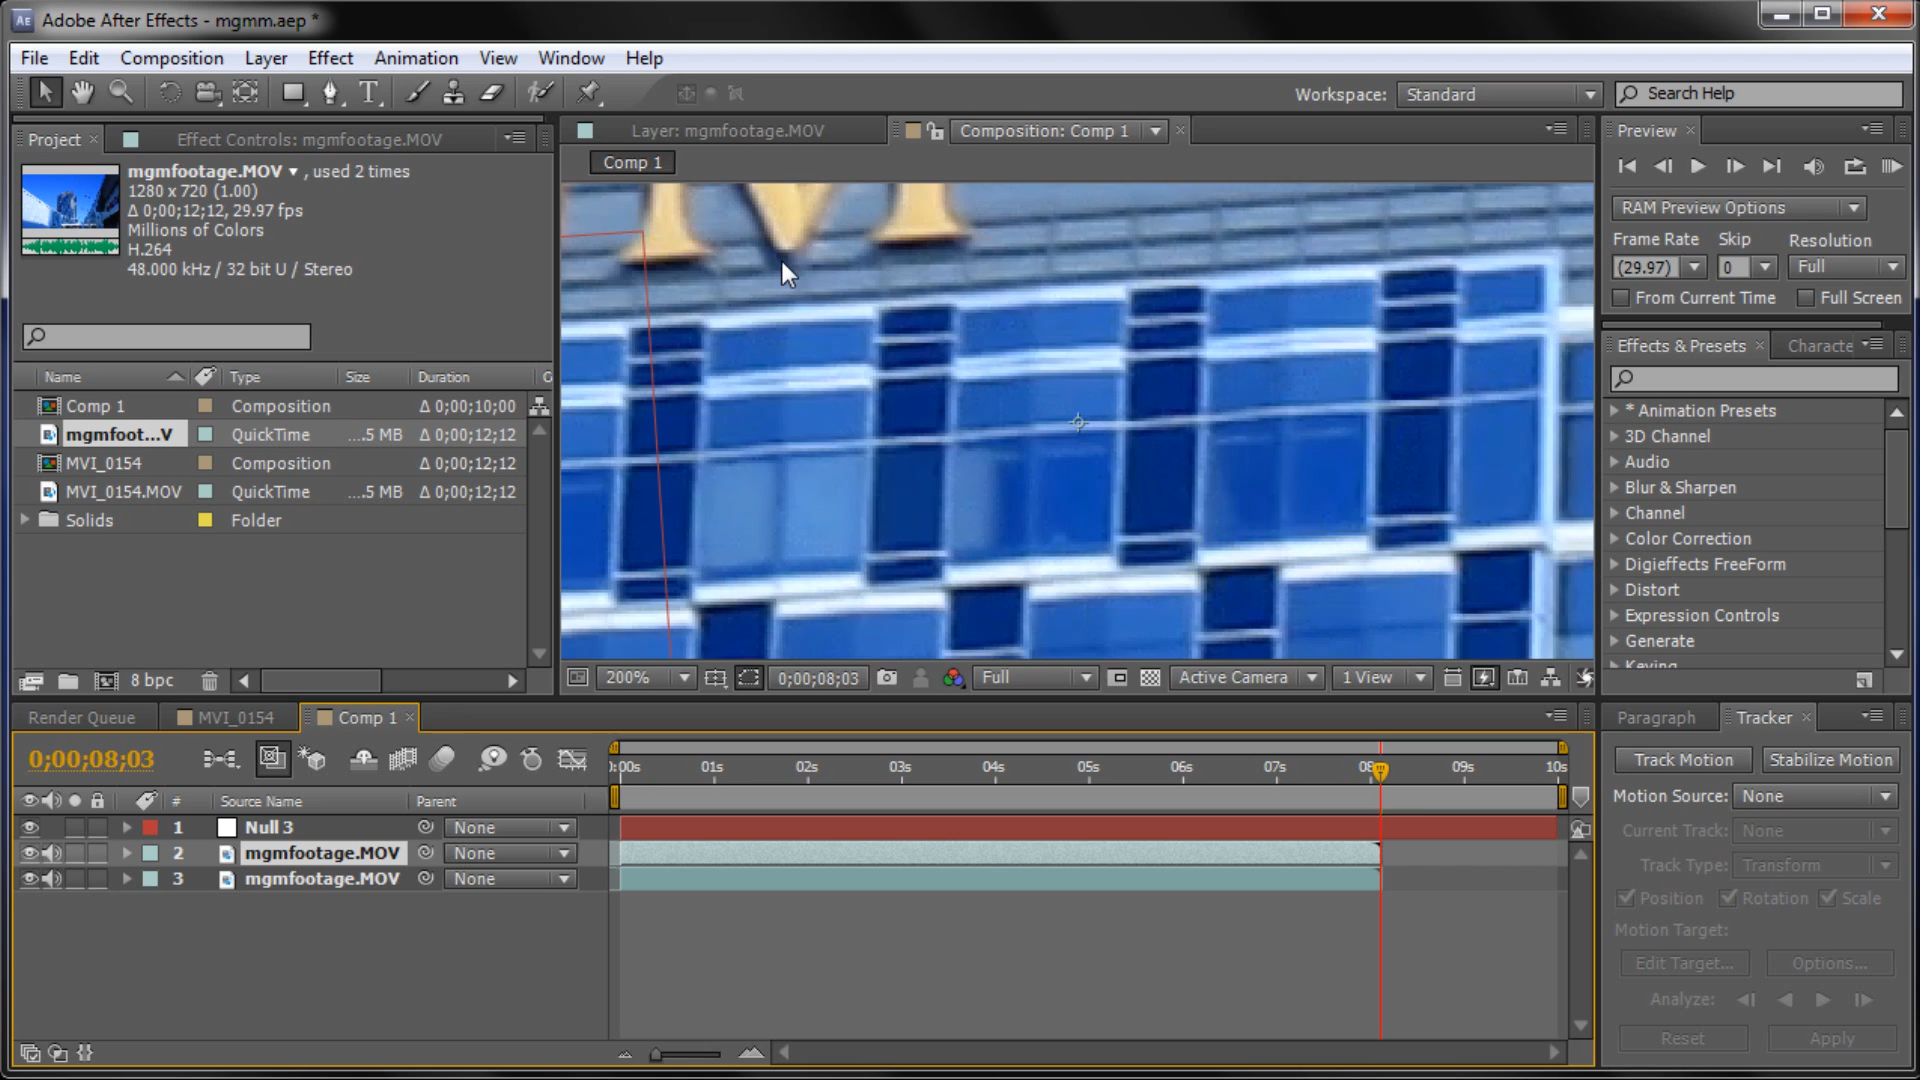 Adobe After Effects - mgmm.aep *
File Edit Composition Layer Effect Animation View Window Help
Workspace: Standard Search Help
Project Effect Controls: mgmfootage.MOV
mgmfootage.MOV , used 2 times
1280 x 720 (1.00)
Δ 0;00;12;12, 29.97 fps
Millions of Colors
H.264
48.000 kHz / 32 bit U / Stereo
Name Type Size Duration
Comp 1 Composition Δ 0;00;10;00
mgmfoot...V QuickTime ....5 MB Δ 0;00;12;12
MVI_0154 Composition Δ 0;00;12;12
MVI_0154.MOV QuickTime ....5 MB Δ 0;00;12;12
Solids Folder
8 bpc
Layer: mgmfootage.MOV Composition: Comp 1
Comp 1
200% 0;00;08;03 Full Active Camera 1 View
Preview
RAM Preview Options
Frame Rate Skip Resolution
(29.97) 0 Full
From Current Time Full Screen
Effects & Presets Characte
* Animation Presets
3D Channel
Audio
Blur & Sharpen
Channel
Color Correction
Digieffects FreeForm
Distort
Expression Controls
Generate
Keying
Render Queue MVI_0154 Comp 1
0;00;08;03
:00s 01s 02s 03s 04s 05s 06s 07s 08 09s 10s
# Source Name Parent
1 Null 3 None
2 mgmfootage.MOV None
3 mgmfootage.MOV None
Paragraph Tracker
Track Motion Stabilize Motion
Motion Source: None
Current Track: None
Track Type: Transform
Position Rotation Scale
Motion Target:
Edit Target... Options...
Analyze:
Reset Apply